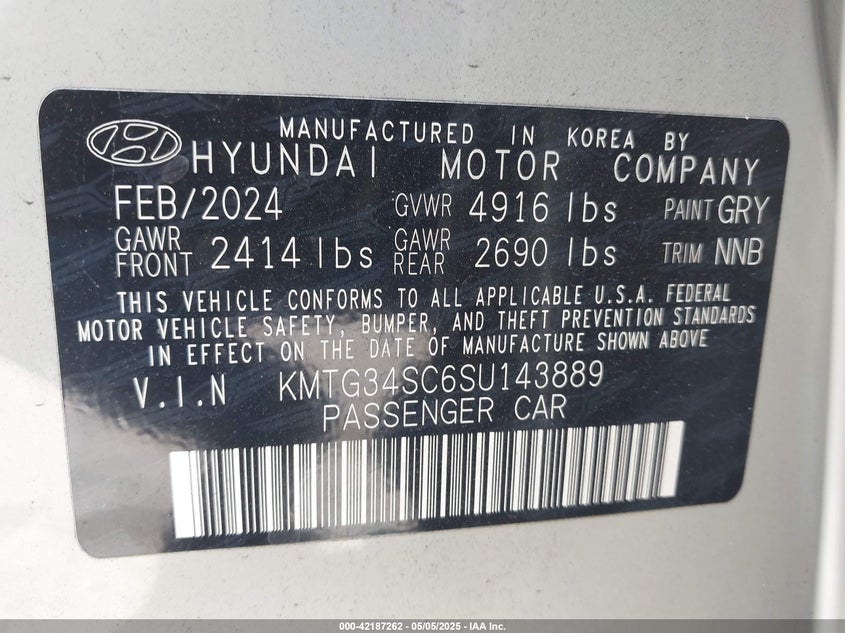 MANUFACTURED IN KOREA BY
HYUNDAI MOTOR COMPANY
FEB/2024 GVWR 4916 lbs PAINT GRY
GAWR FRONT 2414 lbs GAWR REAR 2690 lbs TRIM NNB
THIS VEHICLE CONFORMS TO ALL APPLICABLE U.S.A. FEDERAL
MOTOR VEHICLE SAFETY, BUMPER, AND THEFT PREVENTION STANDARDS
IN EFFECT ON THE DATE OF MANUFACTURE SHOWN ABOVE
V.I.N KMTG34SC6SU143889
PASSENGER CAR
000-42187262 - 05/05/2025 - IAA Inc.